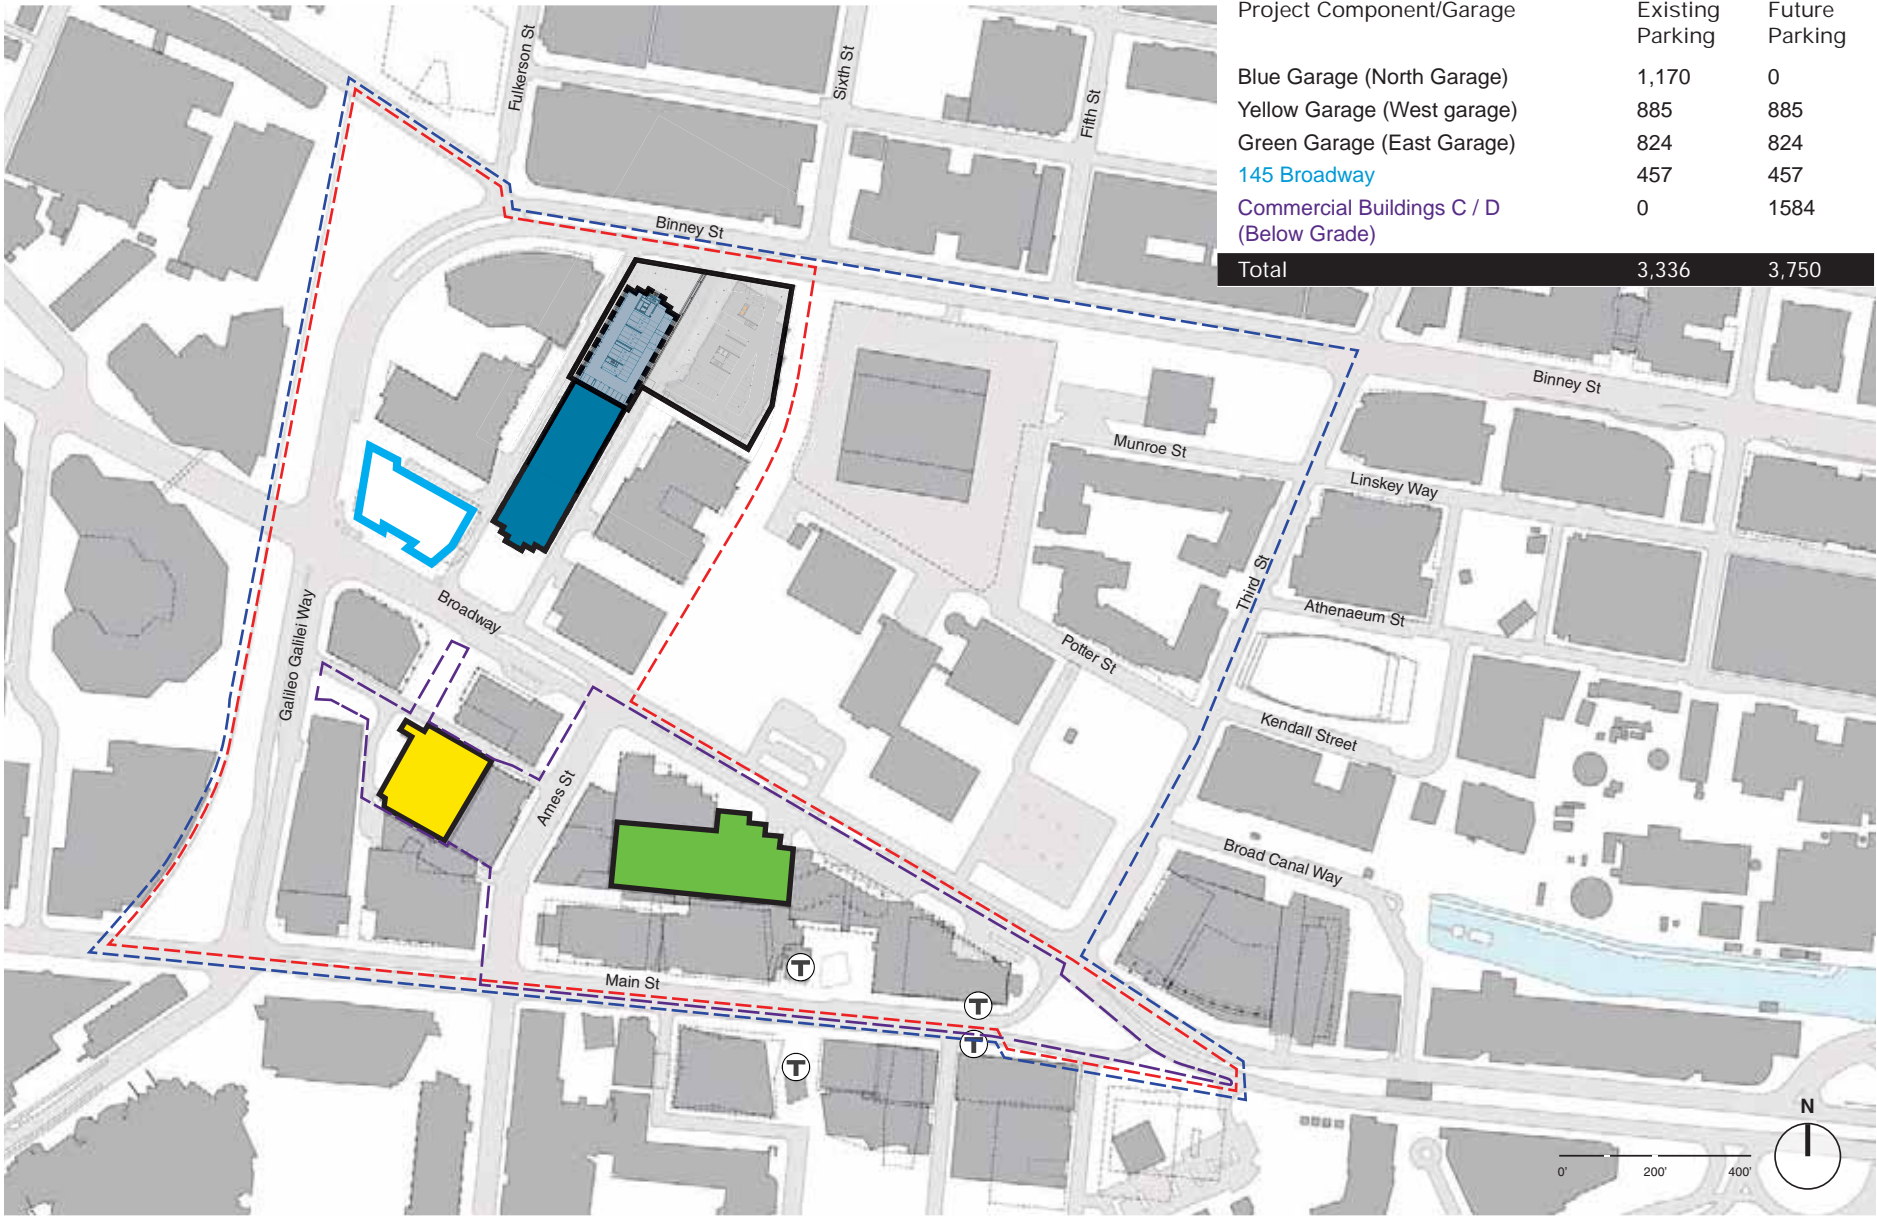 Project Component/Garage Existing Parking Future Parking
Blue Garage (North Garage) 1,170 0
Yellow Garage (West garage) 885 885
Green Garage (East Garage) 824 824
145 Broadway 457 457
Commercial Buildings C / D 0 1584
(Below Grade)
Total 3,336 3,750
Fulkerson St
Sixth St
Fifth St
Binney St
Binney St
Munroe St
Linskey Way
Third St
Athenaeum St
Broadway
Galileo Galilei Way
Potter St
Kendall Street
Ames St
Broad Canal Way
Main St
T
T
T
T
N
0' 200' 400'